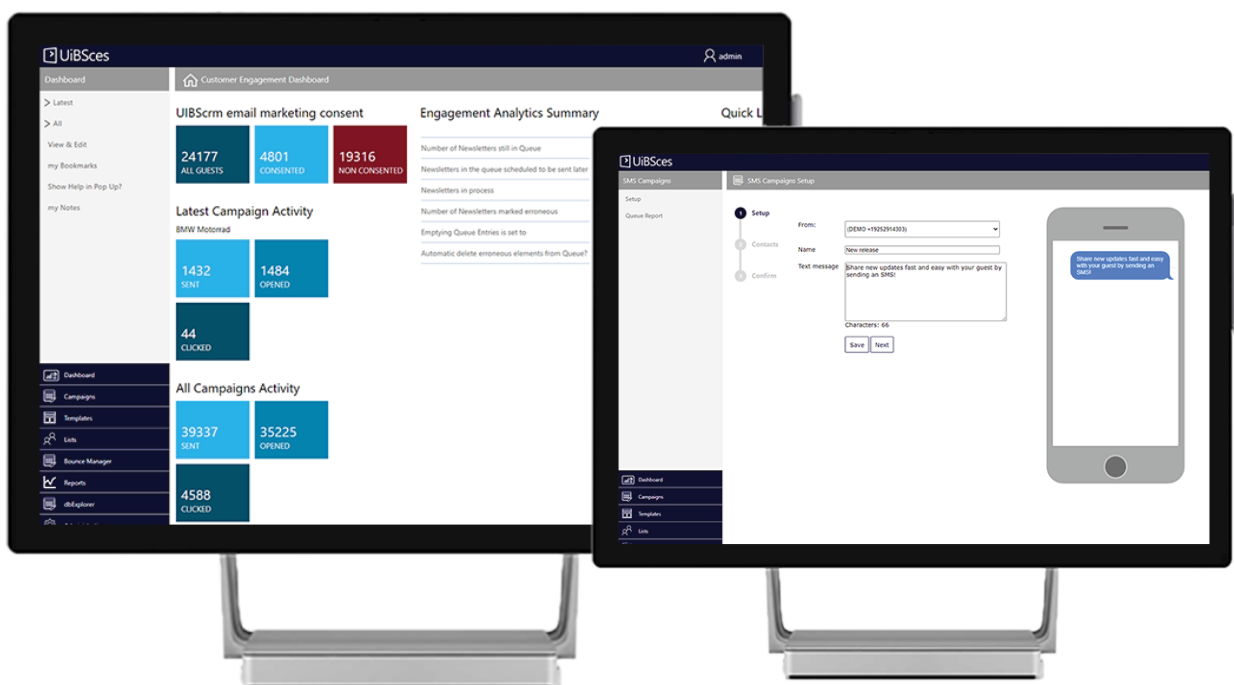 UiBSces
admin
Dashboard
Customer Engagement Dashboard
Latest
All
View & Edit
my Bookmarks
Show Help in Pop Up?
my Notes
UIBScrm email marketing consent
24177
ALL GUESTS
4801
CONSENTED
19316
NON CONSENTED
Latest Campaign Activity
BMW Motorrad
1432
SENT
1484
OPENED
44
CLICKED
All Campaigns Activity
39337
SENT
35225
OPENED
4588
CLICKED
Engagement Analytics Summary
Number of Newsletters still in Queue
Newsletters in the queue scheduled to be sent later
Newsletters in process
Number of Newsletters marked erroneous
Emptying Queue Entries is set to
Automatic delete erroneous elements from Queue?
Quick L
Dashboard
Campaigns
Templates
Lists
Bounce Manager
Reports
dbExplorer
UiBSces
SMS Campaigns
SMS Campaigns Setup
Setup
Queue Report
1 Setup
2 Contacts
Confirm
From:
(DEMO +19252914303)
Name
New release
Text message
Share new updates fast and easy with your guest by
sending an SMS!
Characters: 66
Save Next
Share new updates fast and easy
with your guest by sending an
SMS!
Dashboard
Campaigns
Templates
Lists